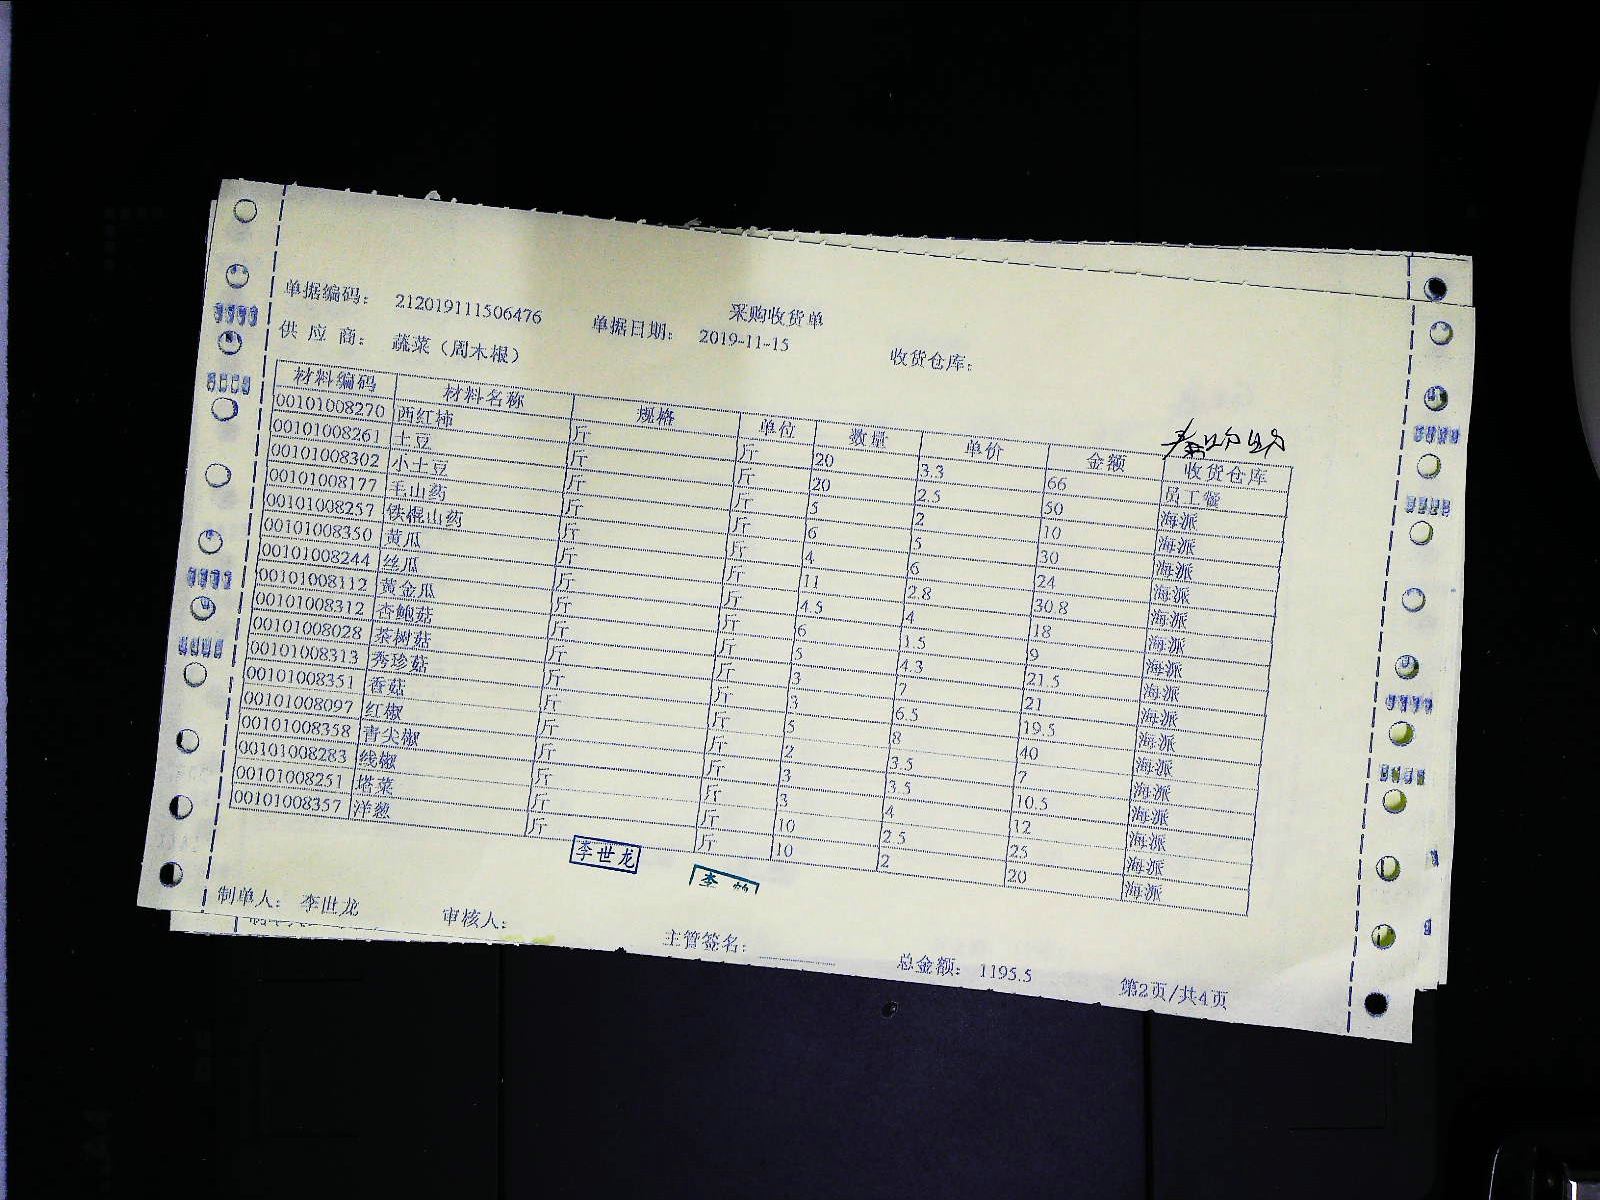 采购收货单
单据编码： 212019111506476 单据日期： 2019-11-15 收货仓库：
供 应 商： 蔬菜（周木根）
材料编码 材料名称 规格 单位 数量 单价 金额 收货仓库
00101008270 西红柿 斤 斤 20 3.3 66 员工餐
00101008261 土豆 斤 斤 20 2.5 50 海派
00101008302 小土豆 斤 斤 5 2 10 海派
00101008177 毛山药 斤 斤 6 5 30 海派
00101008257 铁棍山药 斤 斤 4 6 24 海派
00101008350 黄瓜 斤 斤 11 2.8 30.8 海派
00101008244 丝瓜 斤 斤 4.5 4 18 海派
00101008112 黄金瓜 斤 斤 6 1.5 9 海派
00101008312 杏鲍菇 斤 斤 5 4.3 21.5 海派
00101008028 茶树菇 斤 斤 3 7 21 海派
00101008313 秀珍菇 斤 斤 3 6.5 19.5 海派
00101008351 香菇 斤 斤 5 8 40 海派
00101008097 红椒 斤 斤 2 3.5 7 海派
00101008358 青尖椒 斤 斤 3 3.5 10.5 海派
00101008283 线椒 斤 斤 3 4 12 海派
00101008251 塔菜 斤 斤 10 2.5 25 海派
00101008357 洋葱 斤 斤 10 2 20 海派
李世龙
制单人： 李世龙 审核人： 主管签名： 总金额： 1195.5 第2页/共4页